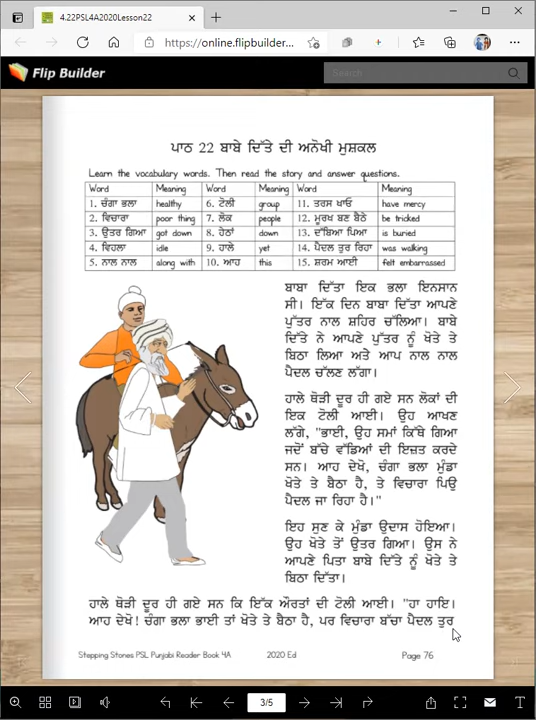 4.22PSL4A2020Lesson22
https://online.flipbuilder...
Flip Builder
Search
ਪਾਠ 22 ਬਾਬੇ ਦਿੱਤੇ ਦੀ ਅਨੋਖੀ ਮੁਸ਼ਕਲ
Learn the vocabulary words. Then read the story and answer questions.
Word Meaning Word Meaning Word Meaning
1. ਚੰਗਾ ਭਲਾ healthy 6. ਟੋਲੀ group 11. ਤਰਸ ਖਾਓ have mercy
2. ਵਿਚਾਰਾ poor thing 7. ਲੋਕ people 12. ਮੂਰਖ ਬਣ ਬੈਠੇ be tricked
3. ਉਤਰ ਗਿਆ got down 8. ਹੇਠਾਂ down 13. ਦੱਬਿਆ ਪਿਆ is buried
4. ਵਿਹਲਾ idle 9. ਹਾਲੇ yet 14. ਪੈਦਲ ਤੁਰ ਰਿਹਾ was walking
5. ਨਾਲ ਨਾਲ along with 10. ਆਹ this 15. ਸ਼ਰਮ ਆਈ felt embarrassed
ਬਾਬਾ ਦਿੱਤਾ ਇਕ ਭਲਾ ਇਨਸਾਨ
ਸੀ। ਇੱਕ ਦਿਨ ਬਾਬਾ ਦਿੱਤਾ ਆਪਣੇ
ਪੁੱਤਰ ਨਾਲ ਸ਼ਹਿਰ ਚੱਲਿਆ। ਬਾਬੇ
ਦਿੱਤੇ ਨੇ ਆਪਣੇ ਪੁੱਤਰ ਨੂੰ ਖੋਤੇ ਤੇ
ਬਿਠਾ ਲਿਆ ਅਤੇ ਆਪ ਨਾਲ ਨਾਲ
ਪੈਦਲ ਚੱਲਣ ਲੱਗਾ।
ਹਾਲੇ ਥੋੜੀ ਦੂਰ ਹੀ ਗਏ ਸਨ ਲੋਕਾਂ ਦੀ
ਇਕ ਟੋਲੀ ਆਈ। ਉਹ ਆਖਣ
ਲੱਗੇ, "ਭਾਈ, ਉਹ ਸਮਾਂ ਕਿੱਥੇ ਗਿਆ
ਜਦੋਂ ਬੱਚੇ ਵੱਡਿਆਂ ਦੀ ਇਜ਼ਤ ਕਰਦੇ
ਸਨ। ਆਹ ਦੇਖੋ, ਚੰਗਾ ਭਲਾ ਮੁੰਡਾ
ਖੋਤੇ ਤੇ ਬੈਠਾ ਹੈ, ਤੇ ਵਿਚਾਰਾ ਪਿਉ
ਪੈਦਲ ਜਾ ਰਿਹਾ ਹੈ।"
ਇਹ ਸੁਣ ਕੇ ਮੁੰਡਾ ਉਦਾਸ ਹੋਇਆ।
ਉਹ ਖੋਤੇ ਤੋਂ ਉਤਰ ਗਿਆ। ਉਸ ਨੇ
ਆਪਣੇ ਪਿਤਾ ਬਾਬੇ ਦਿੱਤੇ ਨੂੰ ਖੋਤੇ ਤੇ
ਬਿਠਾ ਦਿੱਤਾ।
ਹਾਲੇ ਥੋੜੀ ਦੂਰ ਹੀ ਗਏ ਸਨ ਕਿ ਇੱਕ ਔਰਤਾਂ ਦੀ ਟੋਲੀ ਆਈ। "ਹਾ ਹਾਇ।
ਆਹ ਦੇਖੋ! ਚੰਗਾ ਭਲਾ ਭਾਈ ਤਾਂ ਖੋਤੇ ਤੇ ਬੈਠਾ ਹੈ, ਪਰ ਵਿਚਾਰਾ ਬੱਚਾ ਪੈਦਲ ਤੁਰ
Stepping Stones PSL Punjabi Reader Book 4A 2020 Ed Page 76
3/5